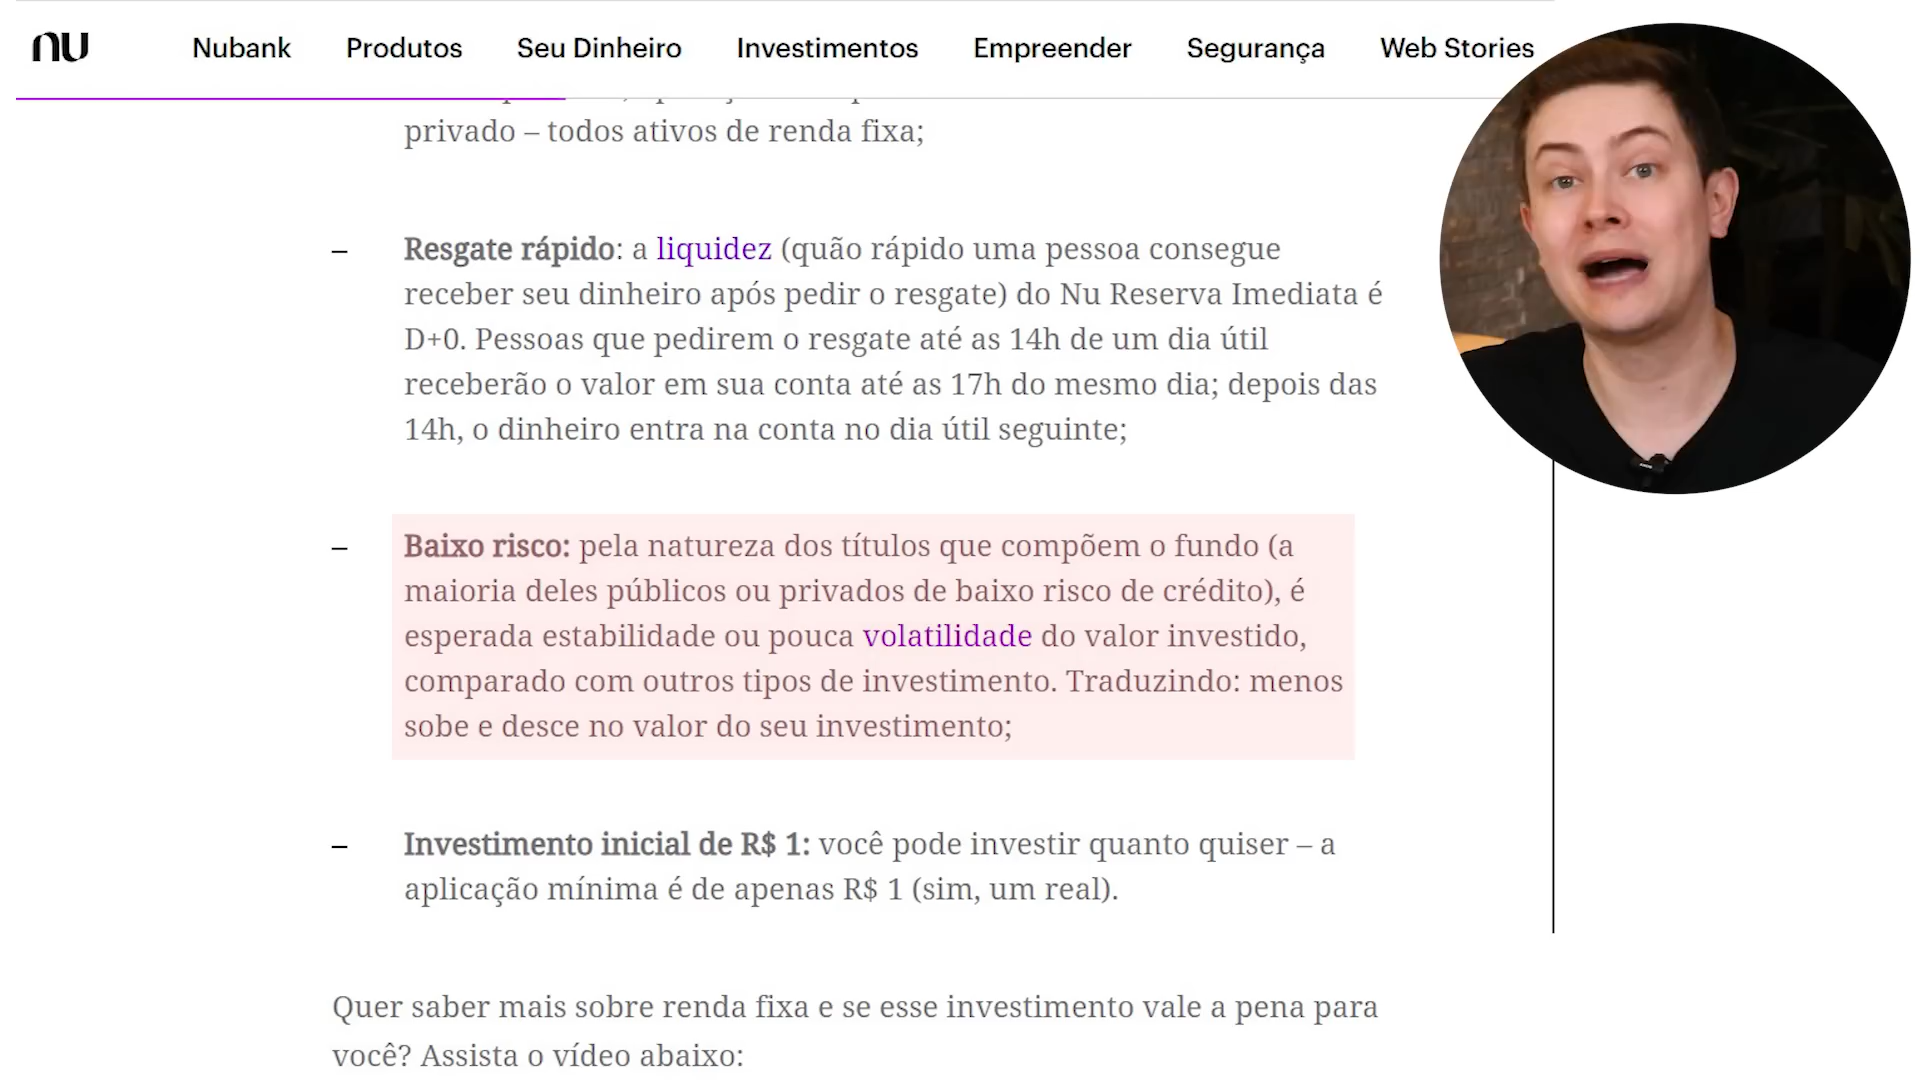 nu
Nubank Produtos Seu Dinheiro Investimentos Empreender Segurança Web Stories
privado – todos ativos de renda fixa;
– Resgate rápido: a liquidez (quão rápido uma pessoa consegue
receber seu dinheiro após pedir o resgate) do Nu Reserva Imediata é
D+0. Pessoas que pedirem o resgate até as 14h de um dia útil
receberão o valor em sua conta até as 17h do mesmo dia; depois das
14h, o dinheiro entra na conta no dia útil seguinte;
– Baixo risco: pela natureza dos títulos que compõem o fundo (a
maioria deles públicos ou privados de baixo risco de crédito), é
esperada estabilidade ou pouca volatilidade do valor investido,
comparado com outros tipos de investimento. Traduzindo: menos
sobe e desce no valor do seu investimento;
– Investimento inicial de R$ 1: você pode investir quanto quiser – a
aplicação mínima é de apenas R$ 1 (sim, um real).
Quer saber mais sobre renda fixa e se esse investimento vale a pena para
você? Assista o vídeo abaixo: